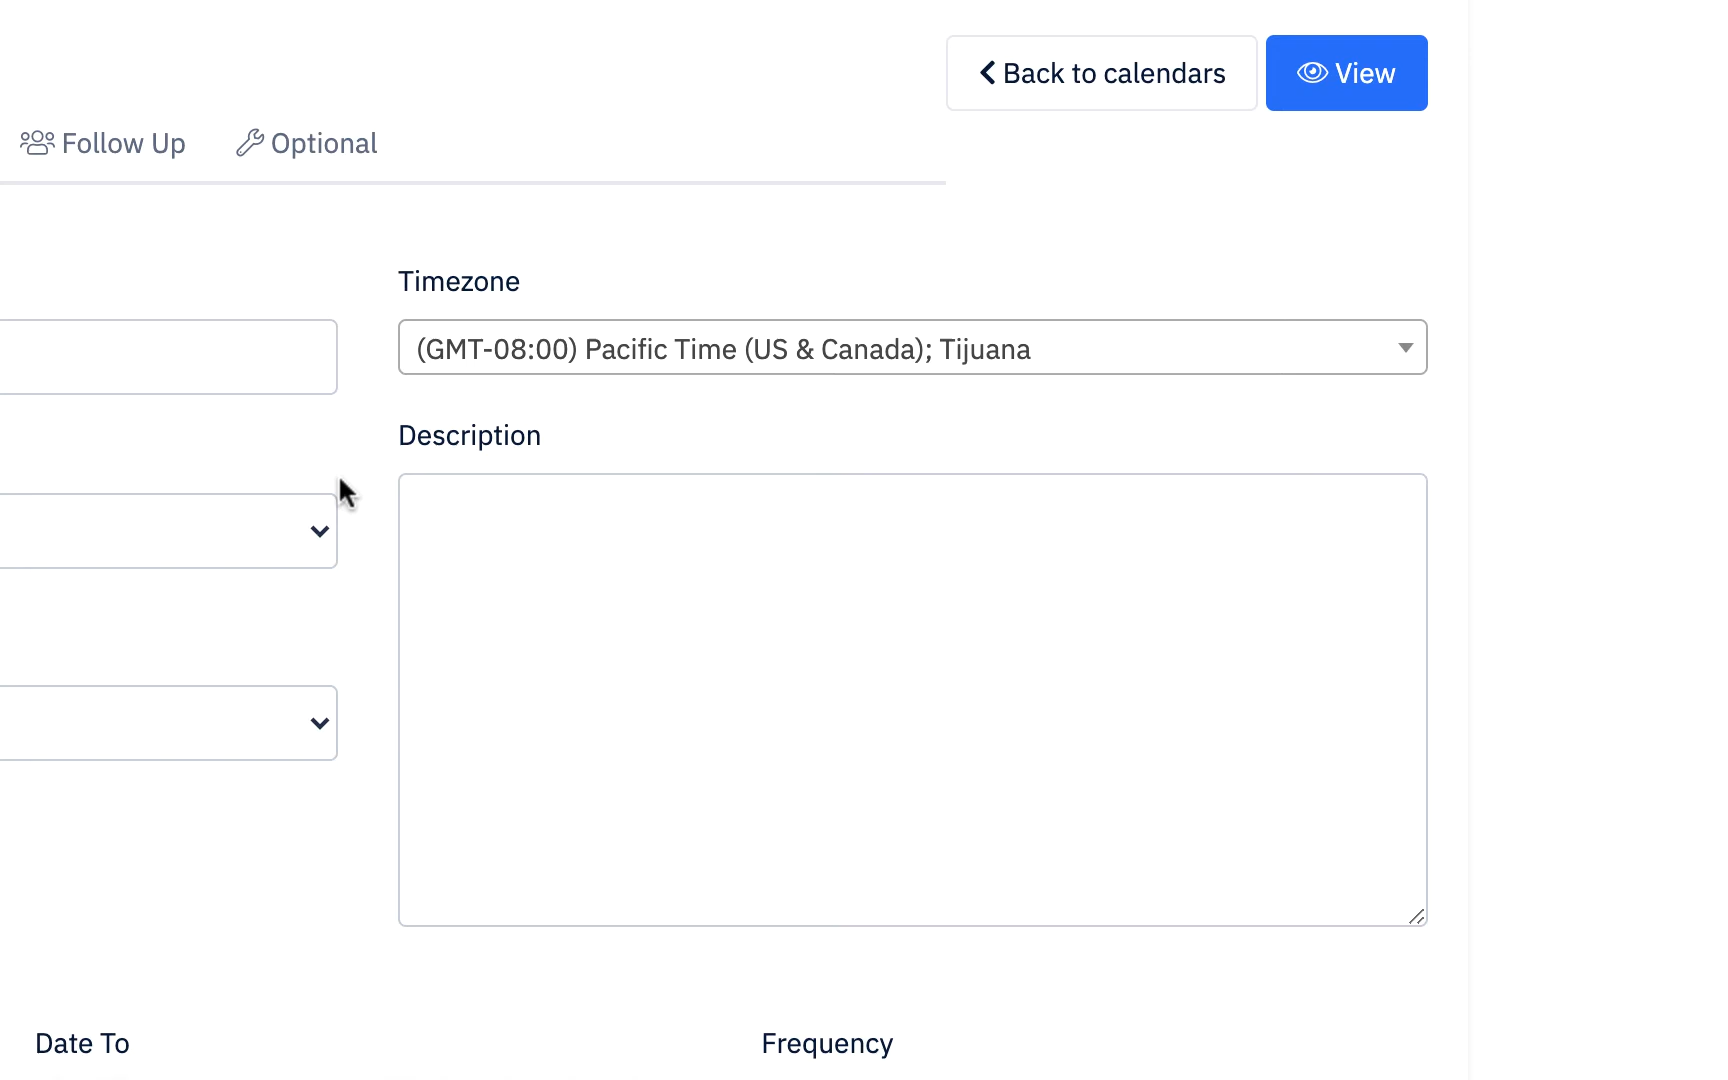 Back to calendars
View
Follow Up
Optional
Timezone
(GMT-08:00) Pacific Time (US & Canada); Tijuana
Description
Date To
Frequency